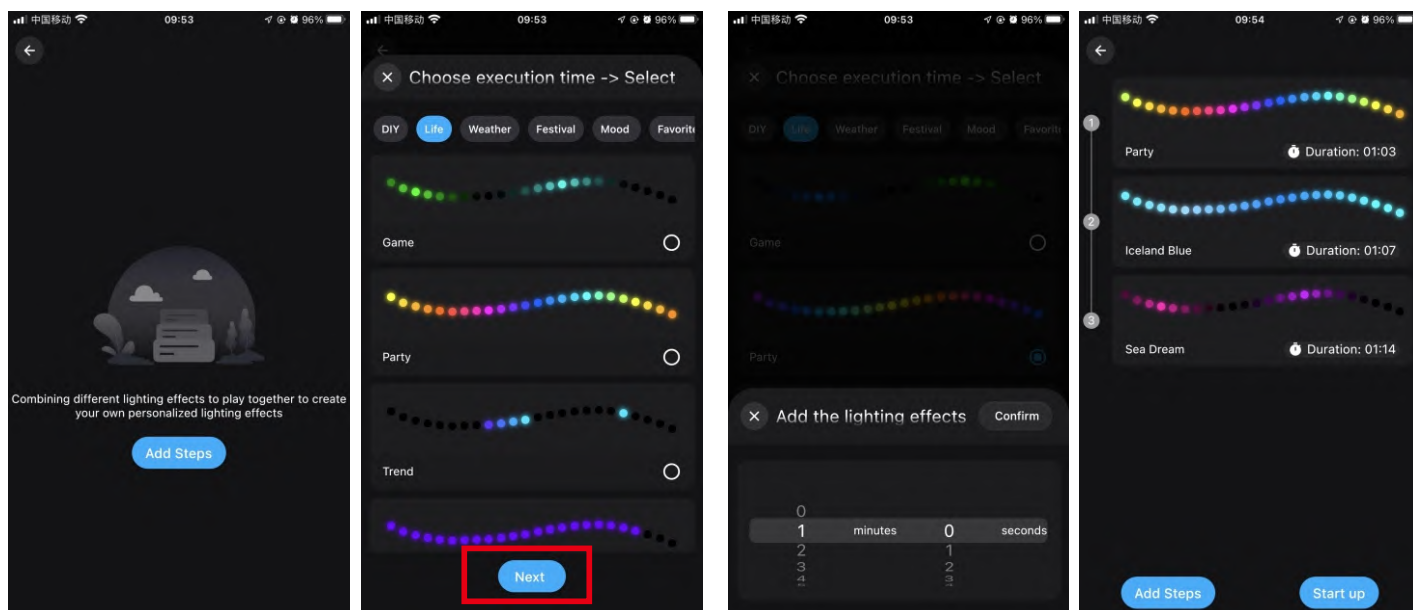 中国移动
09:53
96%
Combining different lighting effects to play together to create
your own personalized lighting effects
Add Steps
中国移动
09:53
96%
Choose execution time -> Select
DIY
Life
Weather
Festival
Mood
Favorite
Game
Party
Trend
Next
中国移动
09:53
96%
Choose execution time -> Select
DIY
Life
Weather
Festival
Mood
Favorite
Game
Party
Add the lighting effects
Confirm
0
1 minutes 0 seconds
2 1
3 2
4 3
中国移动
09:54
96%
1
Party
Duration: 01:03
2
Iceland Blue
Duration: 01:07
3
Sea Dream
Duration: 01:14
Add Steps
Start up